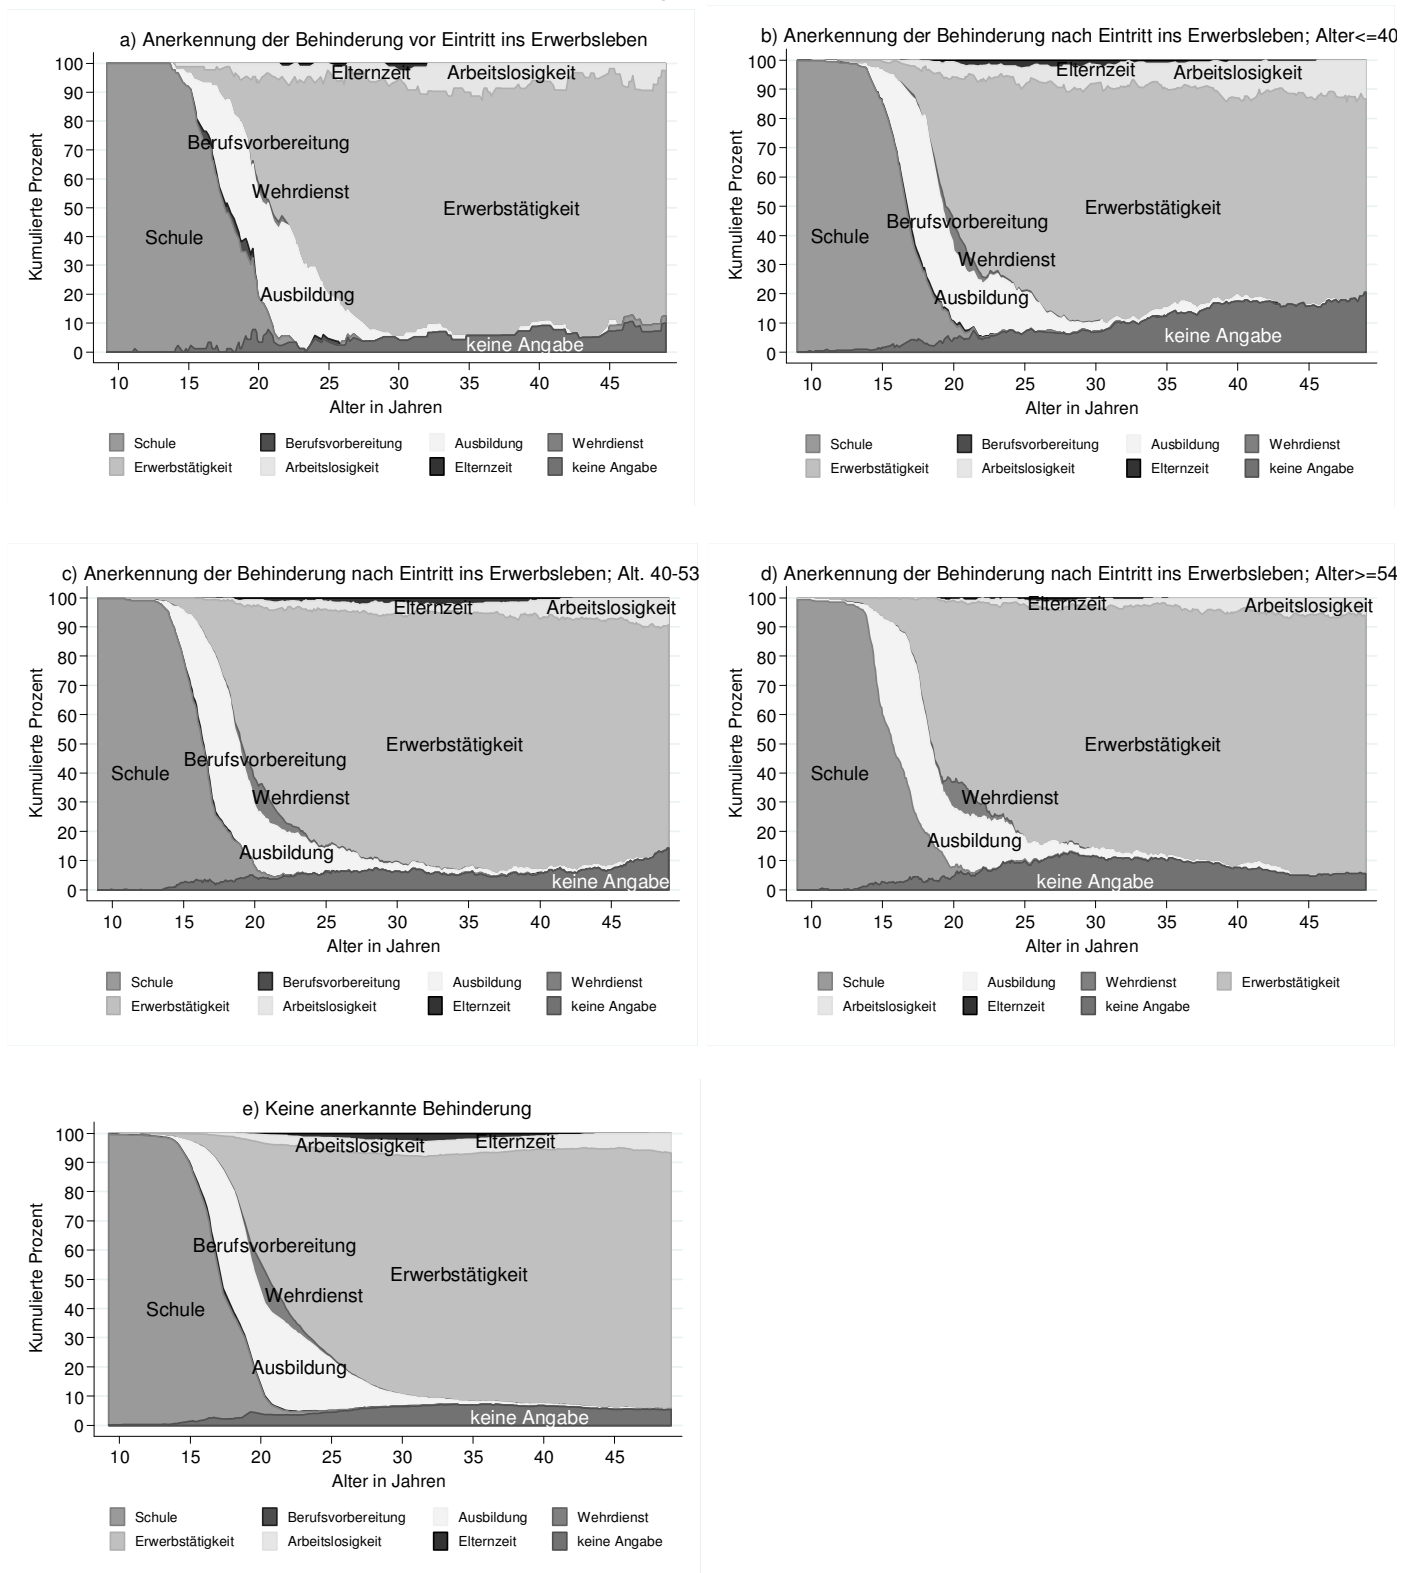 a) Anerkennung der Behinderung vor Eintritt ins Erwerbsleben
Kumulierte Prozent
100
90
80
70
60
50
40
30
20
10
0
Elternzeit
Arbeitslosigkeit
Berufsvorbereitung
Wehrdienst
Erwerbstätigkeit
Schule
Ausbildung
keine Angabe
10 15 20 25 30 35 40 45
Alter in Jahren
Schule Berufsvorbereitung Ausbildung Wehrdienst
Erwerbstätigkeit Arbeitslosigkeit Elternzeit keine Angabe
b) Anerkennung der Behinderung nach Eintritt ins Erwerbsleben; Alter<=40
Kumulierte Prozent
100
90
80
70
60
50
40
30
20
10
0
Elternzeit
Arbeitslosigkeit
Erwerbstätigkeit
Berufsvorbereitung
Schule
Wehrdienst
Ausbildung
keine Angabe
10 15 20 25 30 35 40 45
Alter in Jahren
Schule Berufsvorbereitung Ausbildung Wehrdienst
Erwerbstätigkeit Arbeitslosigkeit Elternzeit keine Angabe
c) Anerkennung der Behinderung nach Eintritt ins Erwerbsleben; Alt. 40-53
Kumulierte Prozent
100
90
80
70
60
50
40
30
20
10
0
Elternzeit
Arbeitslosigkeit
Erwerbstätigkeit
Berufsvorbereitung
Schule
Wehrdienst
Ausbildung
keine Angabe
10 15 20 25 30 35 40 45
Alter in Jahren
Schule Berufsvorbereitung Ausbildung Wehrdienst
Erwerbstätigkeit Arbeitslosigkeit Elternzeit keine Angabe
d) Anerkennung der Behinderung nach Eintritt ins Erwerbsleben; Alter>=54
Kumulierte Prozent
100
90
80
70
60
50
40
30
20
10
0
Elternzeit
Arbeitslosigkeit
Erwerbstätigkeit
Schule
Wehrdienst
Ausbildung
keine Angabe
10 15 20 25 30 35 40 45
Alter in Jahren
Schule Ausbildung Wehrdienst Erwerbstätigkeit
Arbeitslosigkeit Elternzeit keine Angabe
e) Keine anerkannte Behinderung
Kumulierte Prozent
100
90
80
70
60
50
40
30
20
10
0
Arbeitslosigkeit
Elternzeit
Berufsvorbereitung
Erwerbstätigkeit
Wehrdienst
Schule
Ausbildung
keine Angabe
10 15 20 25 30 35 40 45
Alter in Jahren
Schule Berufsvorbereitung Ausbildung Wehrdienst
Erwerbstätigkeit Arbeitslosigkeit Elternzeit keine Angabe